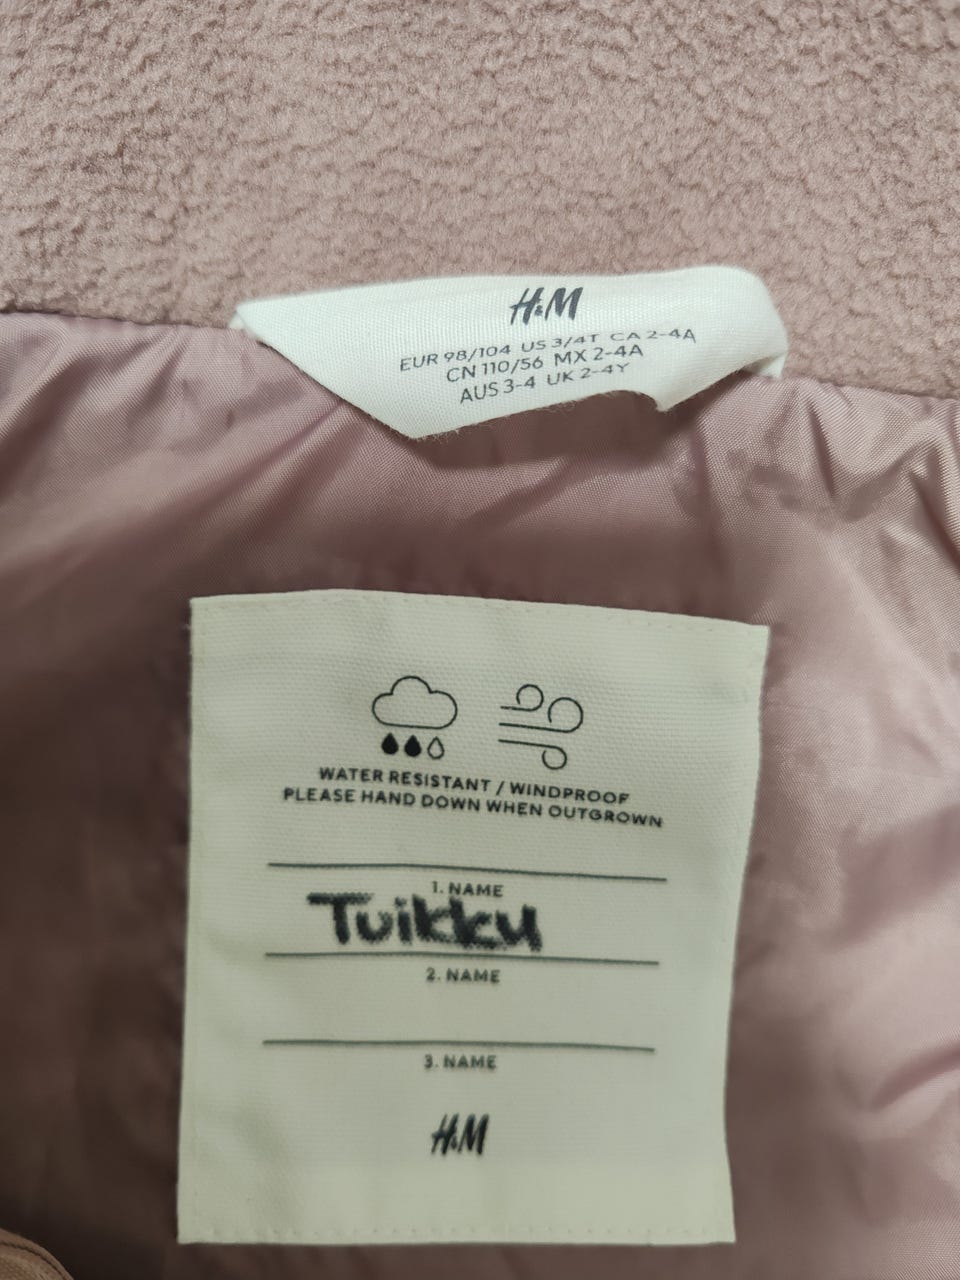 H&M
EUR 98/104 US 3/4T CA 2-4A
CN 110/56 MX 2-4A
AUS 3-4 UK 2-4Y
WATER RESISTANT / WINDPROOF
PLEASE HAND DOWN WHEN OUTGROWN
1. NAME
Tuikku
2. NAME
3. NAME
H&M